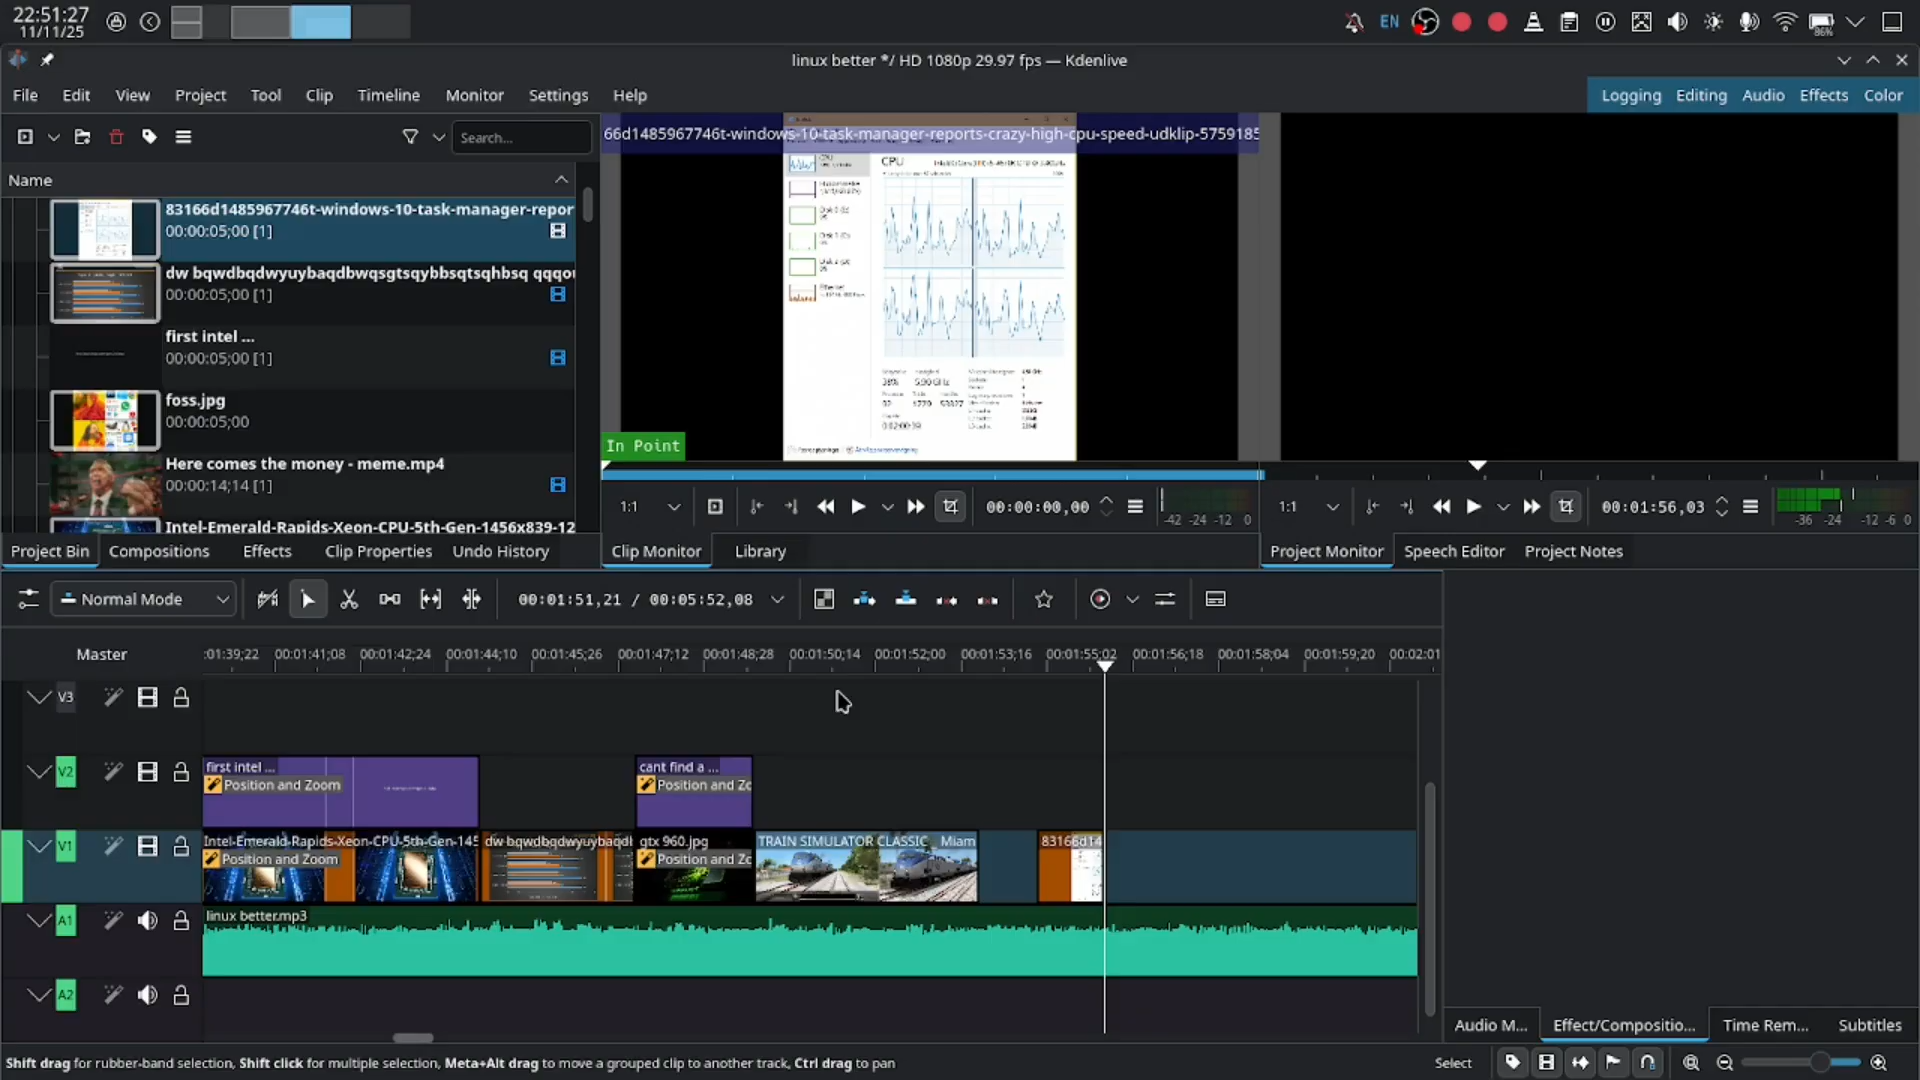 22:51:27
11/11/25
EN
86%
linux better */ HD 1080p 29.97 fps — Kdenlive
File Edit View Project Tool Clip Timeline Monitor Settings Help
Logging Editing Audio Effects Color
Search...
66d1485967746t-windows-10-task-manager-reports-crazy-high-cpu-speed-udklip-5759185
Name
83166d1485967746t-windows-10-task-manager-repor
00:00:05;00 [1]
dw bqwdbqdwyuybaqdbwqsgtsqybbsqtsqhbsq qqqou
00:00:05;00 [1]
first intel ...
00:00:05;00 [1]
foss.jpg
00:00:05;00
Here comes the money - meme.mp4
00:00:14;14 [1]
Intel-Emerald-Rapids-Xeon-CPU-5th-Gen-1456x839-12
CPU
CPU
Ethernet
38% 5,90 GHz
0:02:00:39
In Point
1:1
00:00:00,00
-42 -24 -12 0
1:1
00:01:56,03
-36 -24 -12 -6 0
Project Bin Compositions Effects Clip Properties Undo History
Clip Monitor Library
Project Monitor Speech Editor Project Notes
Normal Mode
00:01:51,21 / 00:05:52,08
Master
:01:39;22 00:01:41;08 00:01:42;24 00:01:44;10 00:01:45;26 00:01:47;12 00:01:48;28 00:01:50;14 00:01:52;00 00:01:53;16 00:01:55;02 00:01:56;18 00:01:58;04 00:01:59;20 00:02:01
V3
V2
first intel ...
Position and Zoom
cant find a ...
Position and Zo
V1
Intel-Emerald-Rapids-Xeon-CPU-5th-Gen-145
Position and Zoom
dw bqwdbqdwyuybaqdl
gtx 960.jpg
Position and Zo
TRAIN SIMULATOR CLASSIC _ Miam
83166d14
A1
linux better.mp3
A2
Audio M... Effect/Compositio... Time Rem... Subtitles
Shift drag for rubber-band selection, Shift click for multiple selection, Meta+Alt drag to move a grouped clip to another track, Ctrl drag to pan
Select